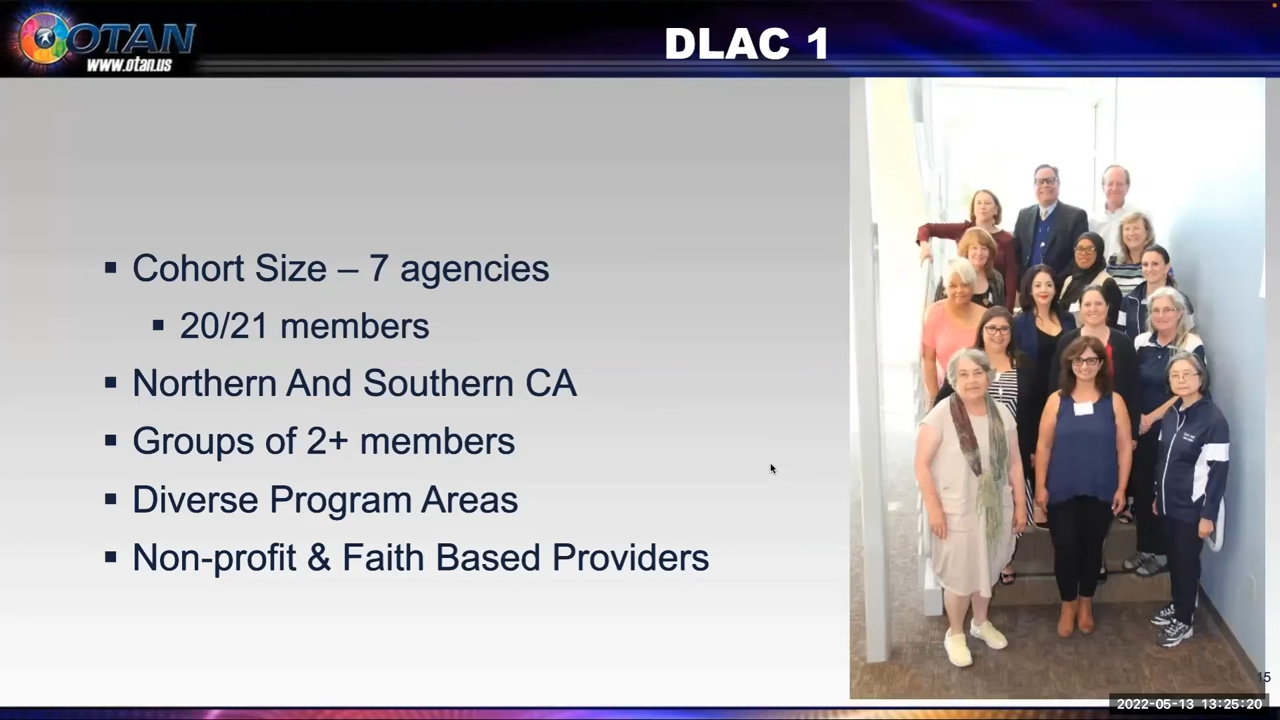 OTAN
www.otan.us
DLAC 1
▪ Cohort Size – 7 agencies
▪ 20/21 members
▪ Northern And Southern CA
▪ Groups of 2+ members
▪ Diverse Program Areas
▪ Non-profit & Faith Based Providers
15
2022-05-13 13:25:20